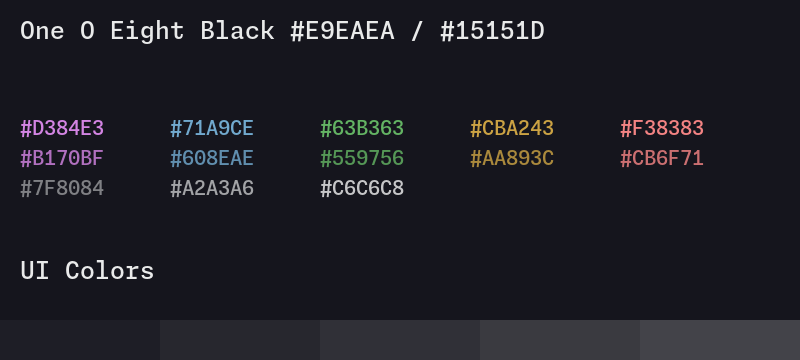 One O Eight Black #E9EAEA / #15151D
#D384E3 #71A9CE #63B363 #CBA243 #F38383
#B170BF #608EAE #559756 #AA893C #CB6F71
#7F8084 #A2A3A6 #C6C6C8
UI Colors